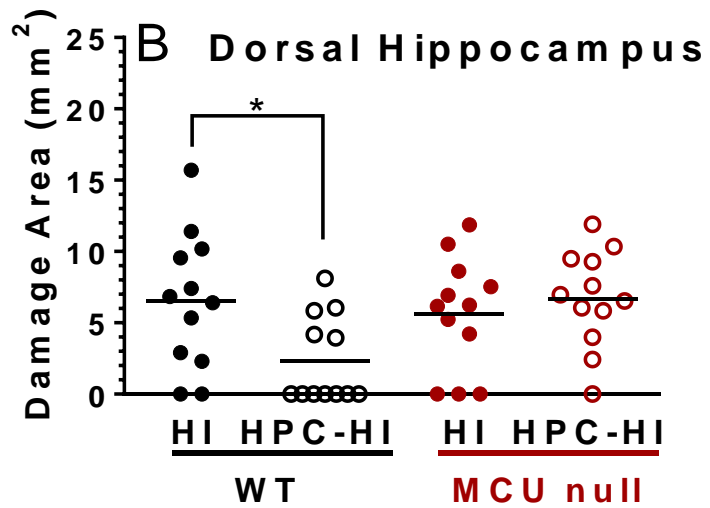 B Dorsal Hippocampus
Damage Area (mm²)
25
20
15
10
5
0
*
HI HPC-HI HI HPC-HI
WT MCU null